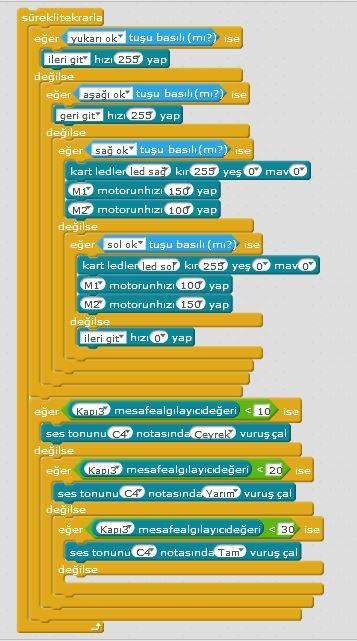 süreklitekrarla
eğer yukarı ok tuşu basılı(mı?) ise
ileri git hızı 255 yap
değilse
eğer aşağı ok tuşu basılı(mı?) ise
geri git hızı 255 yap
değilse
eğer sağ ok tuşu basılı(mı?) ise
kart ledler led sağ kır 255 yeş 0 mav 0
M1 motorunhızı 150 yap
M2 motorunhızı 100 yap
değilse
eğer sol ok tuşu basılı(mı?) ise
kart ledler led sol kır 255 yeş 0 mav 0
M1 motorunhızı 100 yap
M2 motorunhızı 150 yap
değilse
ileri git hızı 0 yap
eğer Kapı3 mesafealgılayıcıdeğeri < 10 ise
ses tonunu C4 notasında Çeyrek vuruş çal
değilse
eğer Kapı3 mesafealgılayıcıdeğeri < 20 ise
ses tonunu C4 notasında Yarım vuruş çal
değilse
eğer Kapı3 mesafealgılayıcıdeğeri < 30 ise
ses tonunu C4 notasında Tam vuruş çal
değilse